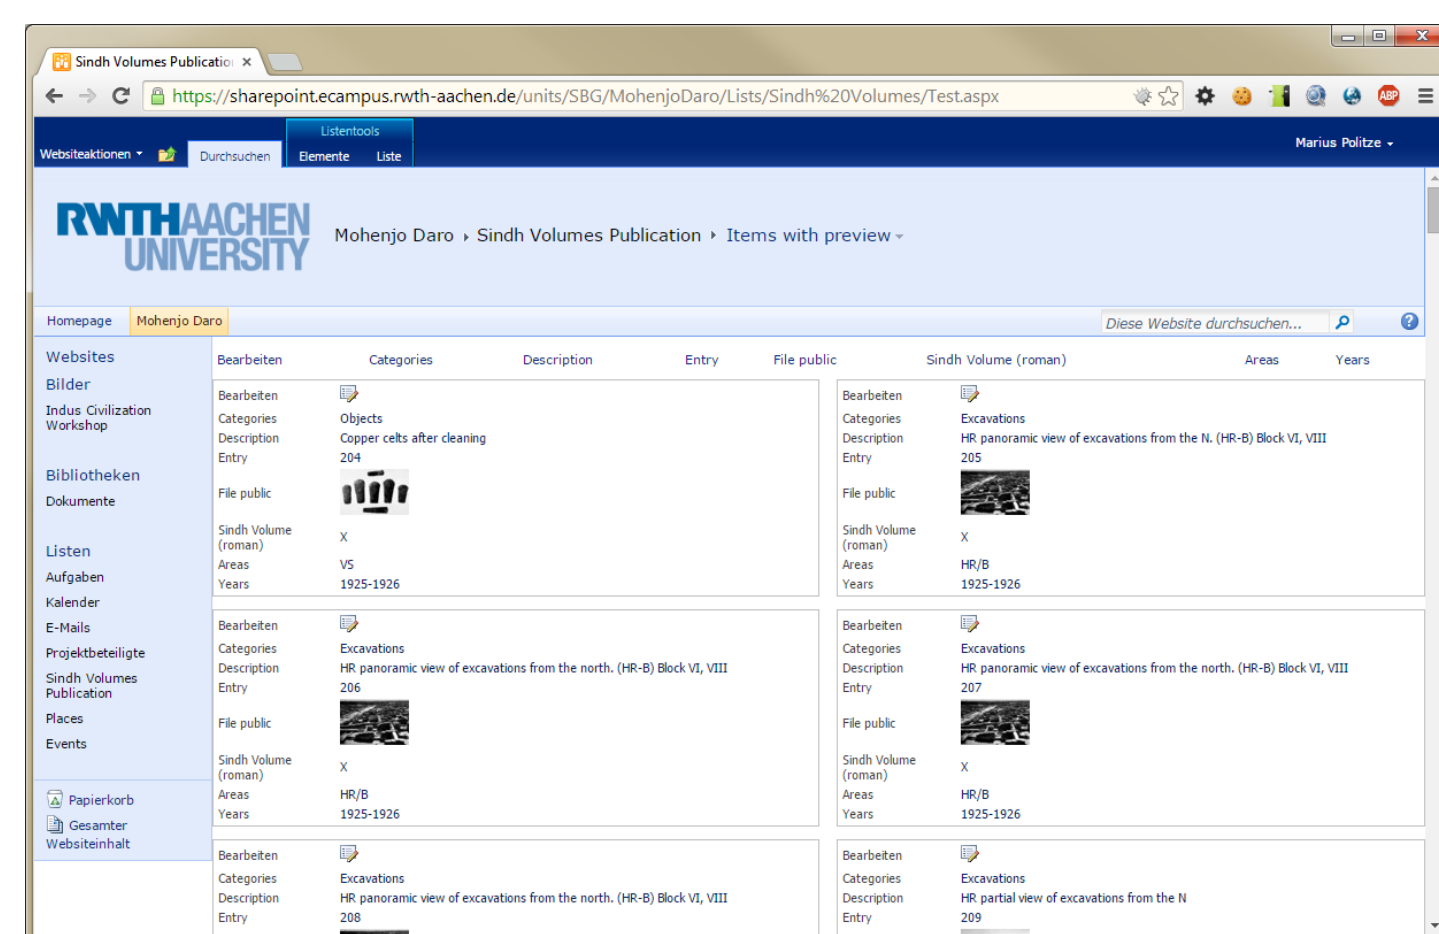 Sindh Volumes Publicatio
https://sharepoint.ecampus.rwth-aachen.de/units/SBG/MohenjoDaro/Lists/Sindh%20Volumes/Test.aspx
ABP
Listentools
Websiteaktionen
Durchsuchen
Elemente
Liste
Marius Politze
RWTHAACHEN
UNIVERSITY
Mohenjo Daro Sindh Volumes Publication Items with preview
Homepage
Mohenjo Daro
Diese Website durchsuchen...
Websites
Bilder
Indus Civilization
Workshop
Bibliotheken
Dokumente
Listen
Aufgaben
Kalender
E-Mails
Projektbeteiligte
Sindh Volumes
Publication
Places
Events
Papierkorb
Gesamter
Websiteinhalt
Bearbeiten Categories Description Entry File public Sindh Volume (roman) Areas Years
Bearbeiten
Categories Objects
Description Copper celts after cleaning
Entry 204
File public
Sindh Volume
(roman) X
Areas VS
Years 1925-1926
Bearbeiten
Categories Excavations
Description HR panoramic view of excavations from the N. (HR-B) Block VI, VIII
Entry 205
File public
Sindh Volume
(roman) X
Areas HR/B
Years 1925-1926
Bearbeiten
Categories Excavations
Description HR panoramic view of excavations from the north. (HR-B) Block VI, VIII
Entry 206
File public
Sindh Volume
(roman) X
Areas HR/B
Years 1925-1926
Bearbeiten
Categories Excavations
Description HR panoramic view of excavations from the north. (HR-B) Block VI, VIII
Entry 207
File public
Sindh Volume
(roman) X
Areas HR/B
Years 1925-1926
Bearbeiten
Categories Excavations
Description HR panoramic view of excavations from the north. (HR-B) Block VI, VIII
Entry 208
Bearbeiten
Categories Excavations
Description HR partial view of excavations from the N
Entry 209